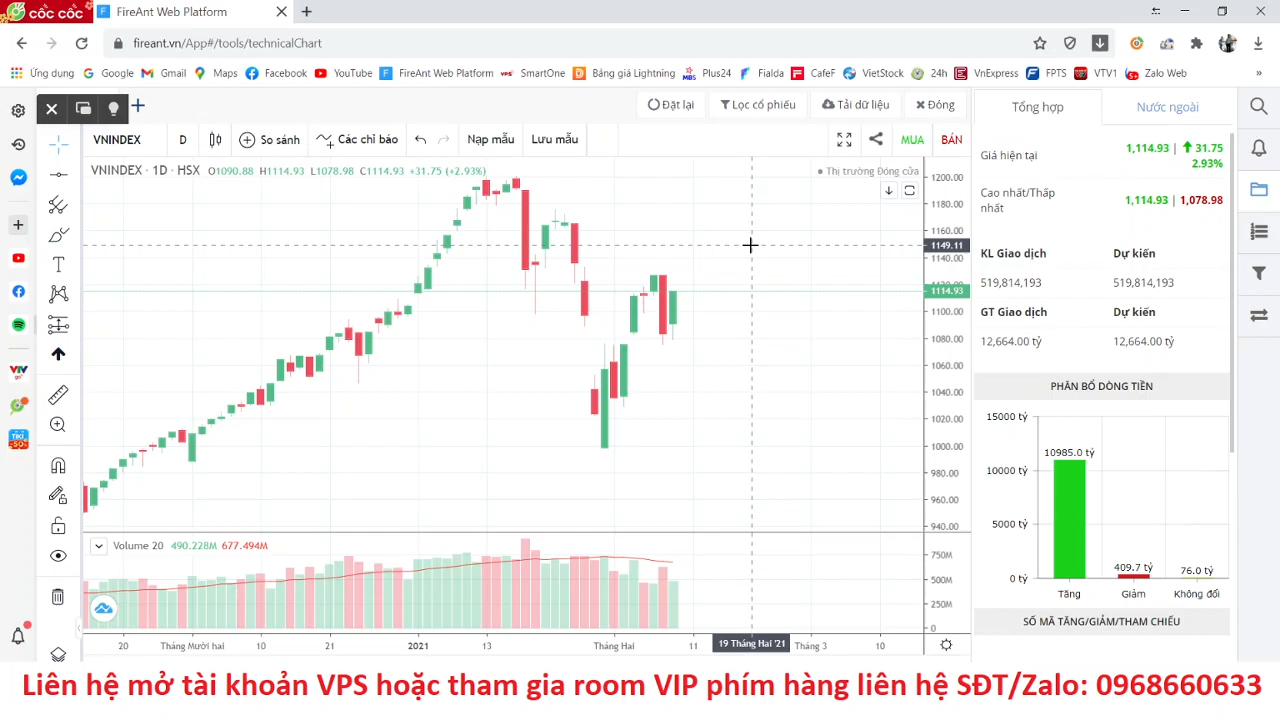 cốc cốc
FireAnt Web Platform
fireant.vn/App#/tools/technicalChart
Ứng dụng Google Gmail Maps Facebook YouTube FireAnt Web Platform SmartOne Bảng giá Lightning Plus24 Fialda CafeF VietStock 24h VnExpress FPTS VTV1 Zalo Web »
Đặt lại Lọc cổ phiếu Tải dữ liệu Đóng
VNINDEX D So sánh Các chỉ báo Nạp mẫu Lưu mẫu MUA BÁN
VNINDEX · 1D · HSX O1090.88 H1114.93 L1078.98 C1114.93 +31.75 (+2.93%)
Thị trường Đóng cửa
1200.00
1180.00
1160.00
1149.11
1140.00
1114.93
1100.00
1080.00
1060.00
1040.00
1020.00
1000.00
980.00
960.00
940.00
Volume 20 490.228M 677.494M
750M
500M
250M
0
20 Tháng Mười hai 10 21 2021 13 Tháng Hai 11 19 Tháng Hai '21 Tháng 3 10
Tổng hợp Nước ngoài
Giá hiện tại 1,114.93 | 31.75
2.93%
Cao nhất/Thấp nhất 1,114.93 | 1,078.98
KL Giao dịch Dự kiến
519,814,193 519,814,193
GT Giao dịch Dự kiến
12,664.00 tỷ 12,664.00 tỷ
PHÂN BỔ DÒNG TIỀN
15000 tỷ
10000 tỷ
5000 tỷ
0 tỷ
10985.0 tỷ
409.7 tỷ
76.0 tỷ
Tăng Giảm Không đổi
SỐ MÃ TĂNG/GIẢM/THAM CHIẾU
Liên hệ mở tài khoản VPS hoặc tham gia room VIP phím hàng liên hệ SĐT/Zalo: 0968660633